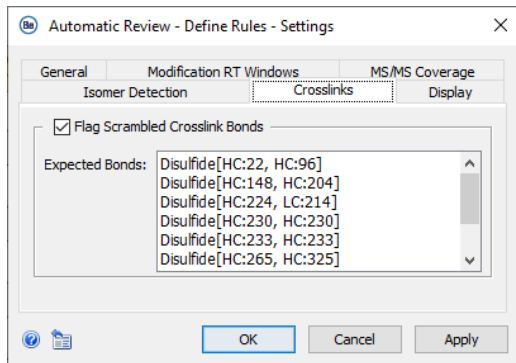 Be Automatic Review - Define Rules - Settings
General Modification RT Windows MS/MS Coverage
Isomer Detection Crosslinks Display
Flag Scrambled Crosslink Bonds
Expected Bonds:
Disulfide[HC:22, HC:96]
Disulfide[HC:148, HC:204]
Disulfide[HC:224, LC:214]
Disulfide[HC:230, HC:230]
Disulfide[HC:233, HC:233]
Disulfide[HC:265, HC:325]
? OK Cancel Apply